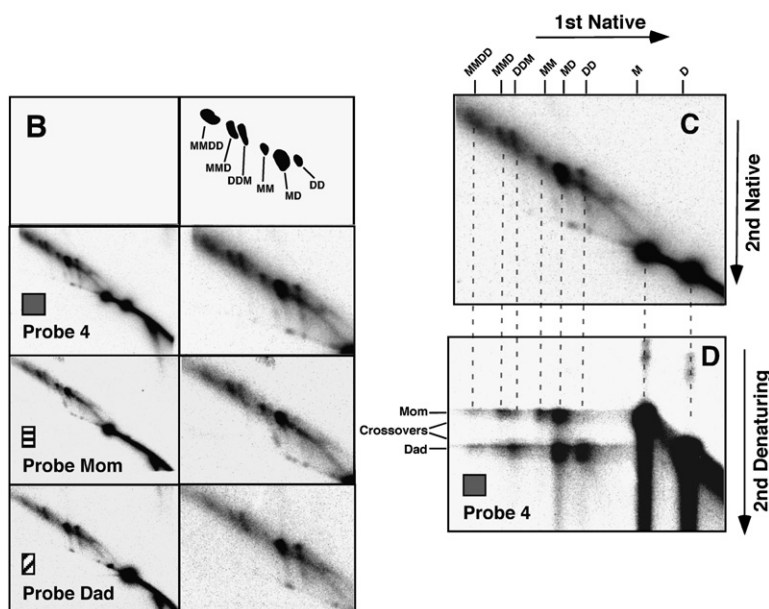 B
MMDD
MMD
DDM
MM
MD
DD
Probe 4
Probe Mom
Probe Dad
1st Native
MMDD
MMD
DDM
MM
MD
DD
M
D
C
2nd Native
D
Mom
Crossovers
Dad
Probe 4
2nd Denaturing